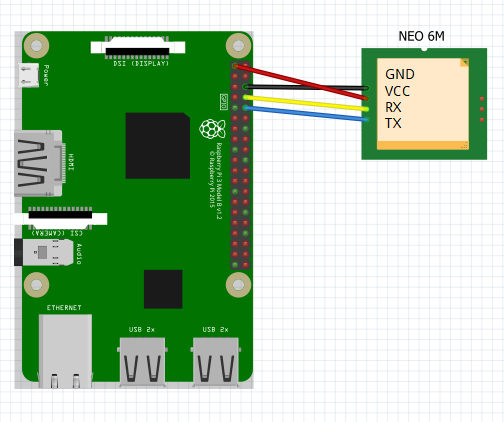 NEO 6M
DSI (DISPLAY)
Power
GND
VCC
RX
TX
GPIO
HDMI
Raspberry Pi 3 Model B v1.2
© Raspberry Pi 2015
CSI (CAMERA)
Audio
ETHERNET
USB 2x
USB 2x